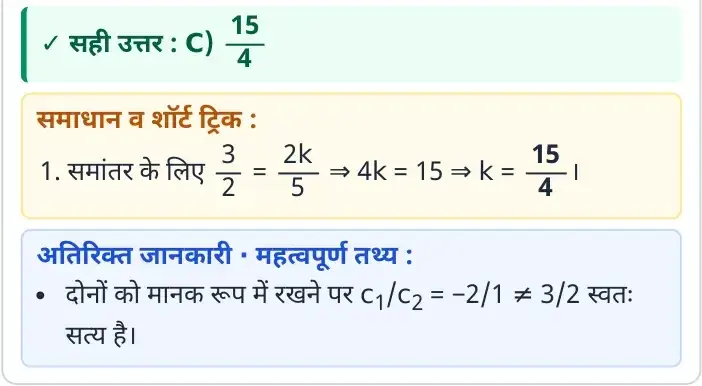 ✓ सही उत्तर : C) 15/4
समाधान व शॉर्ट ट्रिक :
1. समांतर के लिए 3/2 = 2k/5 ⇒ 4k = 15 ⇒ k = 15/4 ।
अतिरिक्त जानकारी · महत्वपूर्ण तथ्य :
• दोनों को मानक रूप में रखने पर c₁/c₂ = −2/1 ≠ 3/2 स्वतः
सत्य है।